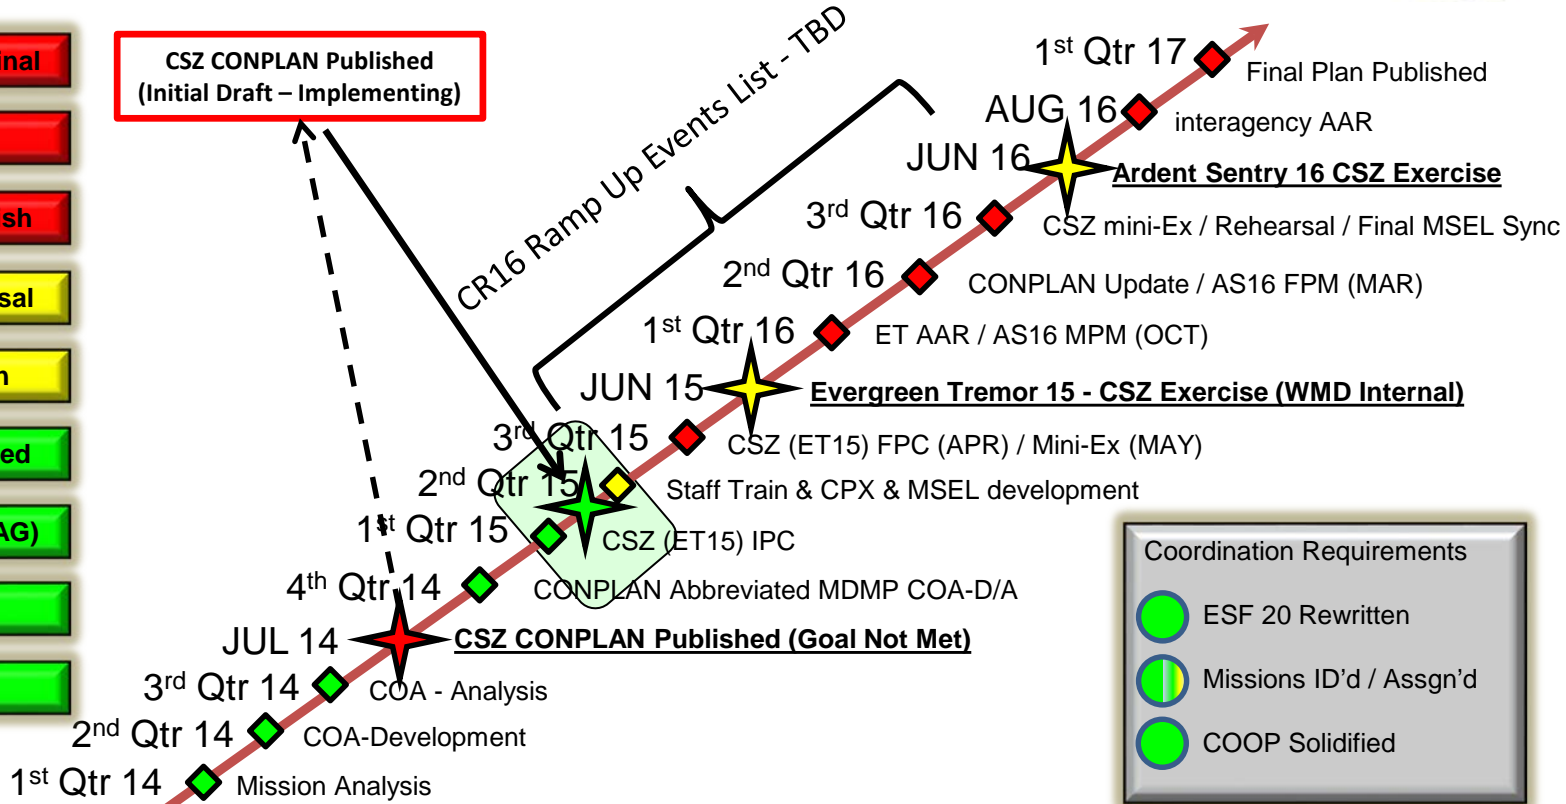 inal
sh
sal
n
ed
AG)
CSZ CONPLAN Published
(Initial Draft – Implementing)
CR16 Ramp Up Events List - TBD
1st Qtr 17
Final Plan Published
AUG 16
interagency AAR
JUN 16
Ardent Sentry 16 CSZ Exercise
3rd Qtr 16
CSZ mini-Ex / Rehearsal / Final MSEL Sync
2nd Qtr 16
CONPLAN Update / AS16 FPM (MAR)
1st Qtr 16
ET AAR / AS16 MPM (OCT)
JUN 15
Evergreen Tremor 15 - CSZ Exercise (WMD Internal)
3rd Qtr 15
CSZ (ET15) FPC (APR) / Mini-Ex (MAY)
2nd Qtr 15
Staff Train & CPX & MSEL development
1st Qtr 15
CSZ (ET15) IPC
4th Qtr 14
CONPLAN Abbreviated MDMP COA-D/A
JUL 14
CSZ CONPLAN Published (Goal Not Met)
3rd Qtr 14
COA - Analysis
2nd Qtr 14
COA-Development
1st Qtr 14
Mission Analysis
Coordination Requirements
ESF 20 Rewritten
Missions ID'd / Assgn'd
COOP Solidified